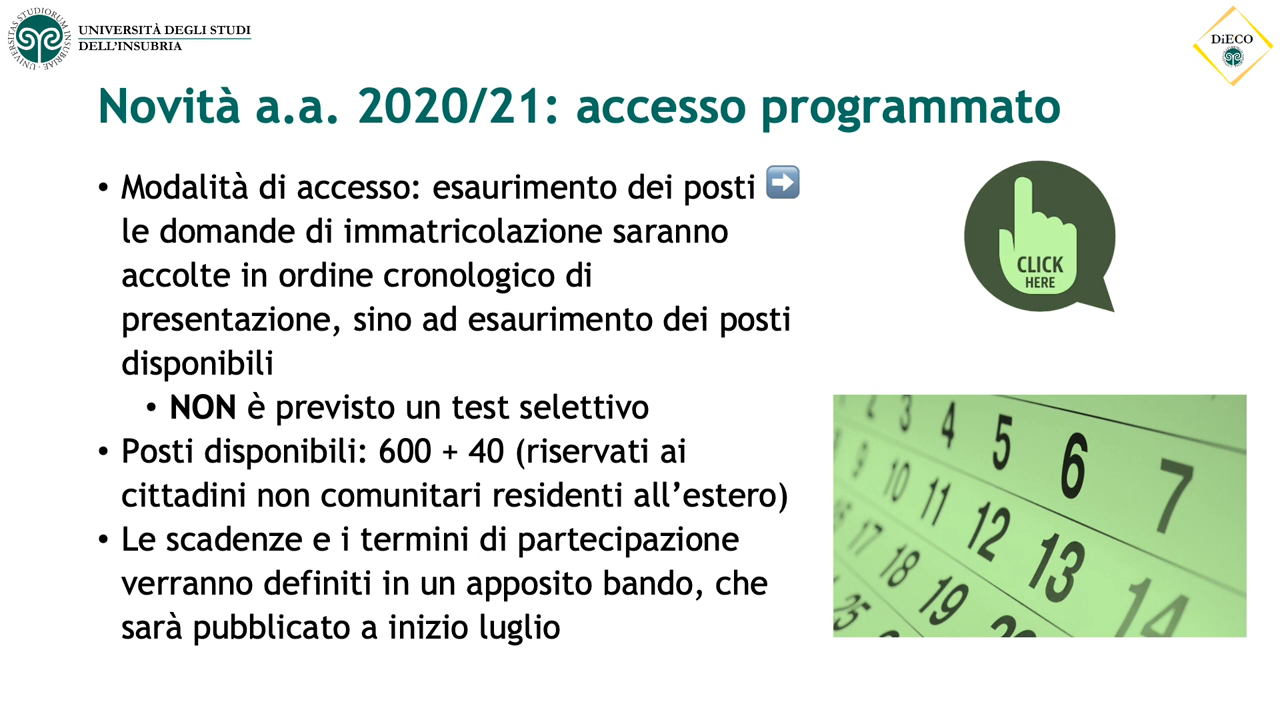 UNIVERSITÀ DEGLI STUDI
DELL'INSUBRIA
DiECO
Novità a.a. 2020/21: accesso programmato
• Modalità di accesso: esaurimento dei posti ➡️
le domande di immatricolazione saranno
accolte in ordine cronologico di
presentazione, sino ad esaurimento dei posti
disponibili
• NON è previsto un test selettivo
• Posti disponibili: 600 + 40 (riservati ai
cittadini non comunitari residenti all’estero)
• Le scadenze e i termini di partecipazione
verranno definiti in un apposito bando, che
sarà pubblicato a inizio luglio
CLICK
HERE
2 3 4 5 6 7
9 10 11 12 13 14
17 18 19
25